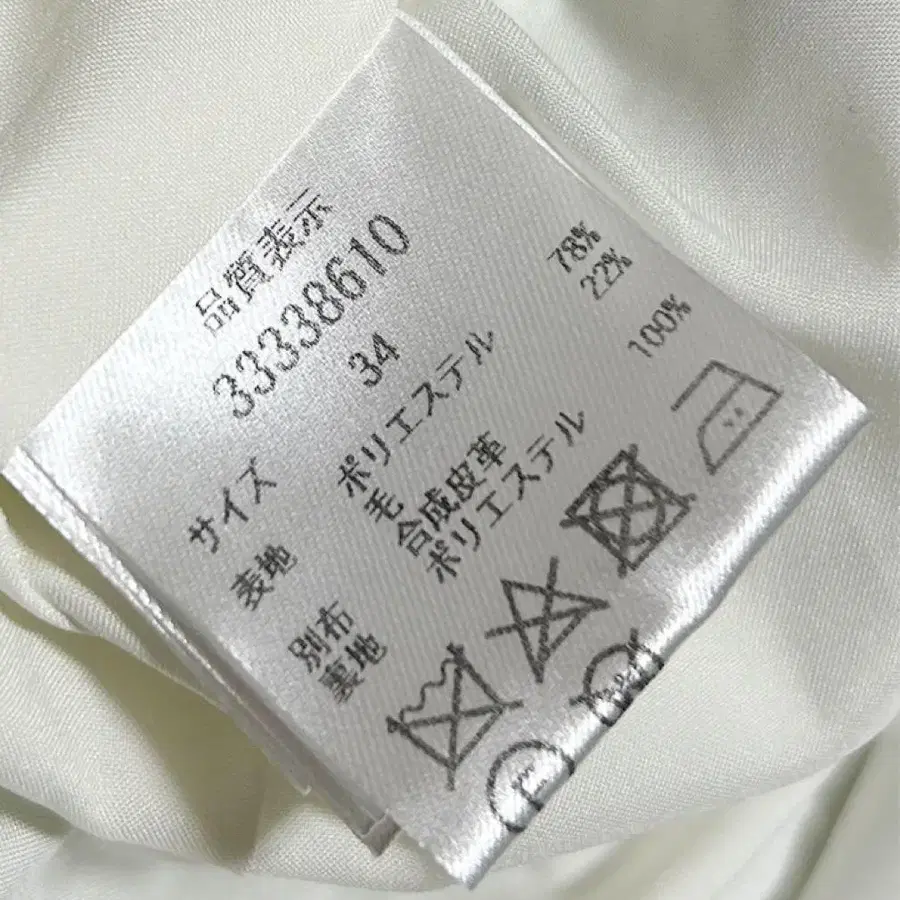 品質表示
33338610
サイズ 34
表地 ポリエステル 78%
毛 22%
別布 合成皮革
裏地 ポリエステル 100%